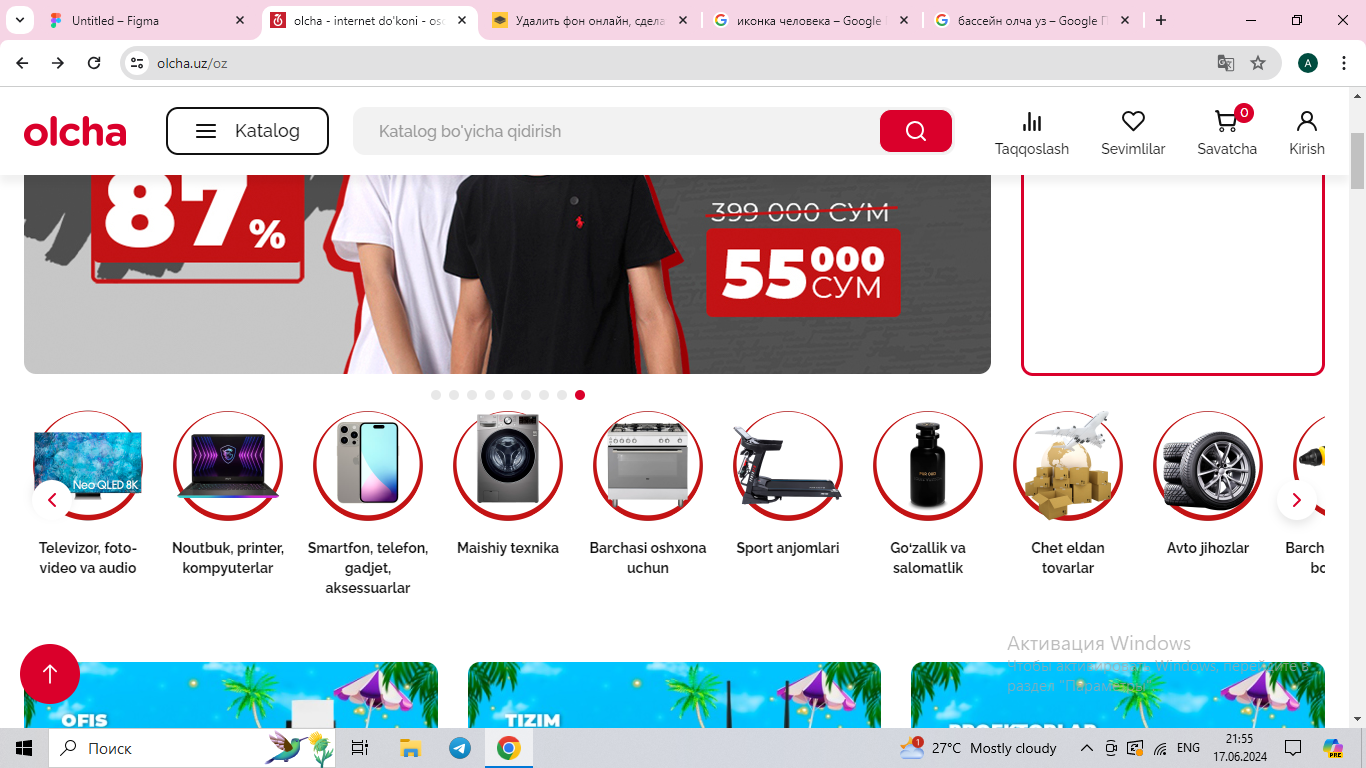 Untitled – Figma
olcha - internet do'koni - oso
Удалить фон онлайн, сдела
иконка человека – Google
бассейн олча уз – Google П
olcha.uz/oz
A
olcha
Katalog
Katalog bo'yicha qidirish
Taqqoslash
Sevimlilar
0
Savatcha
Kirish
87%
399 000 СУМ
55 000
СУМ
Neo QLED 8K
Televizor, foto-
video va audio
Noutbuk, printer,
kompyuterlar
Smartfon, telefon,
gadjet,
aksessuarlar
Maishiy texnika
Barchasi oshxona
uchun
Sport anjomlari
Go'zallik va
salomatlik
Chet eldan
tovarlar
Avto jihozlar
Barch
bo
Активация Windows
Чтобы активировать Windows, перейдите в
раздел "Параметры".
OFIS
TIZIM
PROEKTORLAR
Поиск
1
27°C Mostly cloudy
ENG
21:55
17.06.2024
PRE